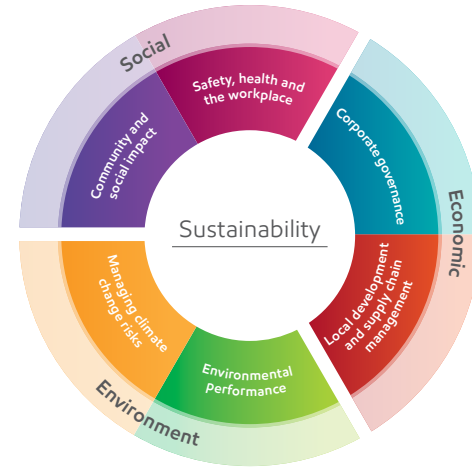 Social
Safety, health and
the workplace
Community and
social impact
Corporate governance
Economic
Sustainability
Local development
and supply chain
management
Managing climate
change risks
Environmental
performance
Environment